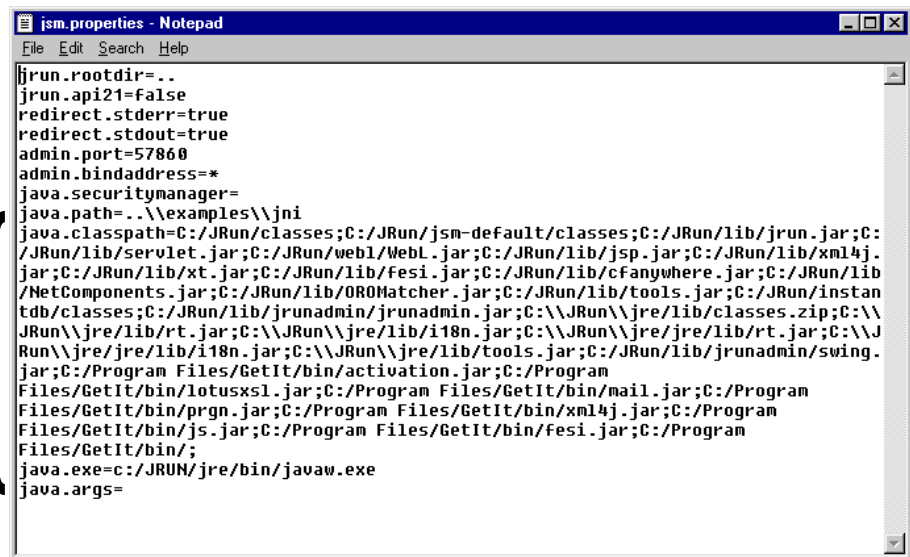 jsm.properties - Notepad
File Edit Search Help
jrun.rootdir=..
jrun.api21=false
redirect.stderr=true
redirect.stdout=true
admin.port=57860
admin.bindaddress=*
java.securitymanager=
java.path=..\\examples\\jni
java.classpath=C:/JRun/classes;C:/JRun/jsm-default/classes;C:/JRun/lib/jrun.jar;C:
/JRun/lib/servlet.jar;C:/JRun/webl/WebL.jar;C:/JRun/lib/jsp.jar;C:/JRun/lib/xml4j.
jar;C:/JRun/lib/xt.jar;C:/JRun/lib/fesi.jar;C:/JRun/lib/cfanywhere.jar;C:/JRun/lib
/NetComponents.jar;C:/JRun/lib/OROMatcher.jar;C:/JRun/lib/tools.jar;C:/JRun/instan
tdb/classes;C:/JRun/lib/jrunadmin/jrunadmin.jar;C:\\JRun\\jre/lib/classes.zip;C:\\
JRun\\jre/lib/rt.jar;C:\\JRun\\jre/lib/i18n.jar;C:\\JRun\\jre/jre/lib/rt.jar;C:\\J
Run\\jre/jre/lib/i18n.jar;C:\\JRun\\jre/lib/tools.jar;C:/JRun/lib/jrunadmin/swing.
jar;C:/Program Files/GetIt/bin/activation.jar;C:/Program
Files/GetIt/bin/lotusxsl.jar;C:/Program Files/GetIt/bin/mail.jar;C:/Program
Files/GetIt/bin/prgn.jar;C:/Program Files/GetIt/bin/xml4j.jar;C:/Program
Files/GetIt/bin/js.jar;C:/Program Files/GetIt/bin/fesi.jar;C:/Program
Files/GetIt/bin/;
java.exe=c:/JRUN/jre/bin/javaw.exe
java.args=